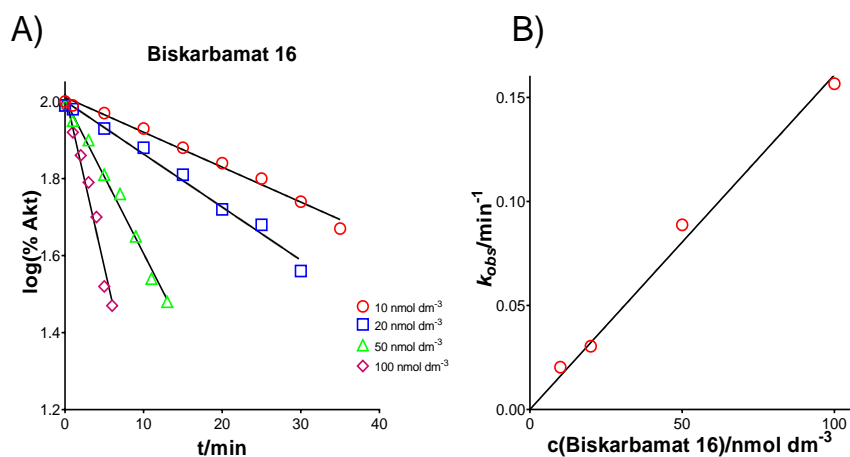 A)
Biskarbamat 16
log(% Akt)
2.0
1.8
1.6
1.4
1.2
0
10
20
30
40
t/min
10 nmol dm-3
20 nmol dm-3
50 nmol dm-3
100 nmol dm-3
B)
kobs/min-1
0.15
0.10
0.05
0.00
0
50
100
c(Biskarbamat 16)/nmol dm-3